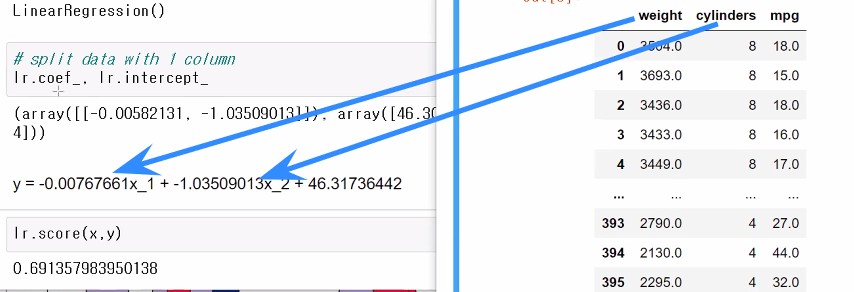 LinearRegression()
# split data with 1 column
lr.coef_, lr.intercept_
(array([[-0.00582131, -1.03509013]]), array([46.30
4]))
y = -0.00767661x_1 + -1.03509013x_2 + 46.31736442
lr.score(x,y)
0.691357983950138
weight cylinders mpg
0 3504.0 8 18.0
1 3693.0 8 15.0
2 3436.0 8 18.0
3 3433.0 8 16.0
4 3449.0 8 17.0
... ... ... ...
393 2790.0 4 27.0
394 2130.0 4 44.0
395 2295.0 4 32.0